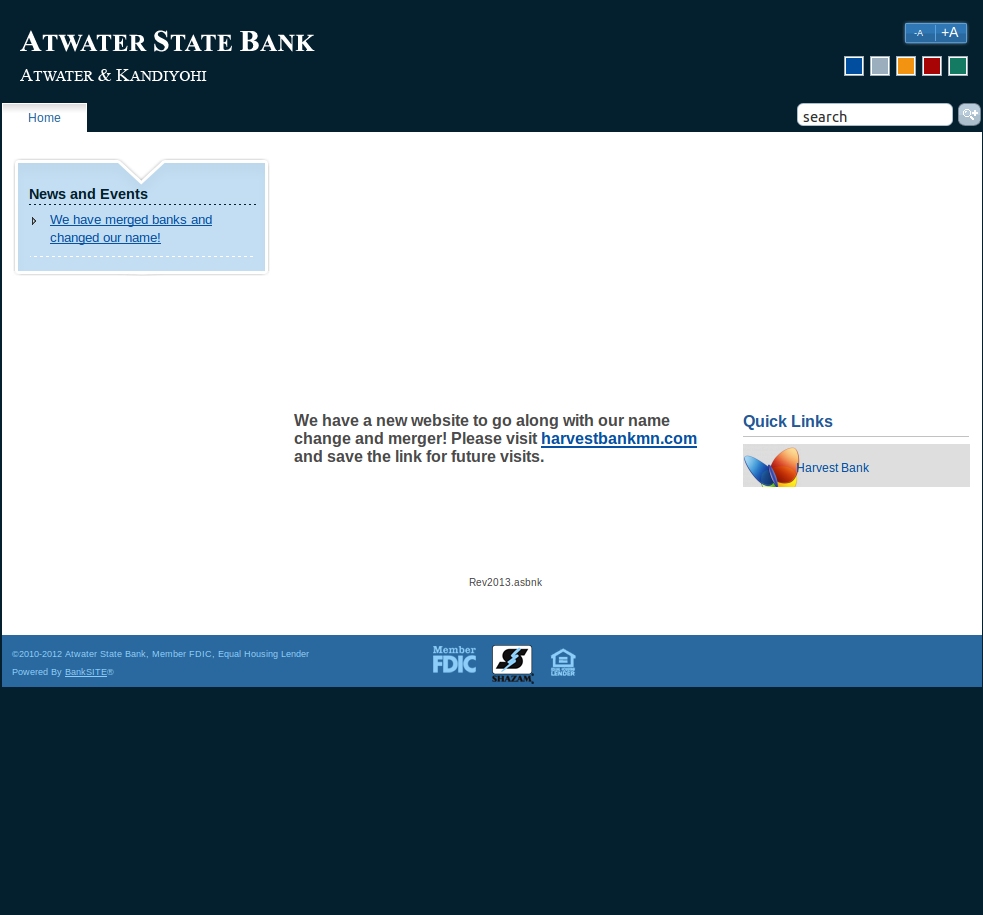 ATWATER STATE BANK
ATWATER & KANDIYOHI
-A
+A
Home
search
News and Events
We have merged banks and
changed our name!
We have a new website to go along with our name
change and merger! Please visit harvestbankmn.com
and save the link for future visits.
Quick Links
Harvest Bank
Rev2013.asbnk
©2010-2012 Atwater State Bank, Member FDIC, Equal Housing Lender
Powered By BankSITE®
Member
FDIC
SHAZAM
EQUAL HOUSING
LENDER